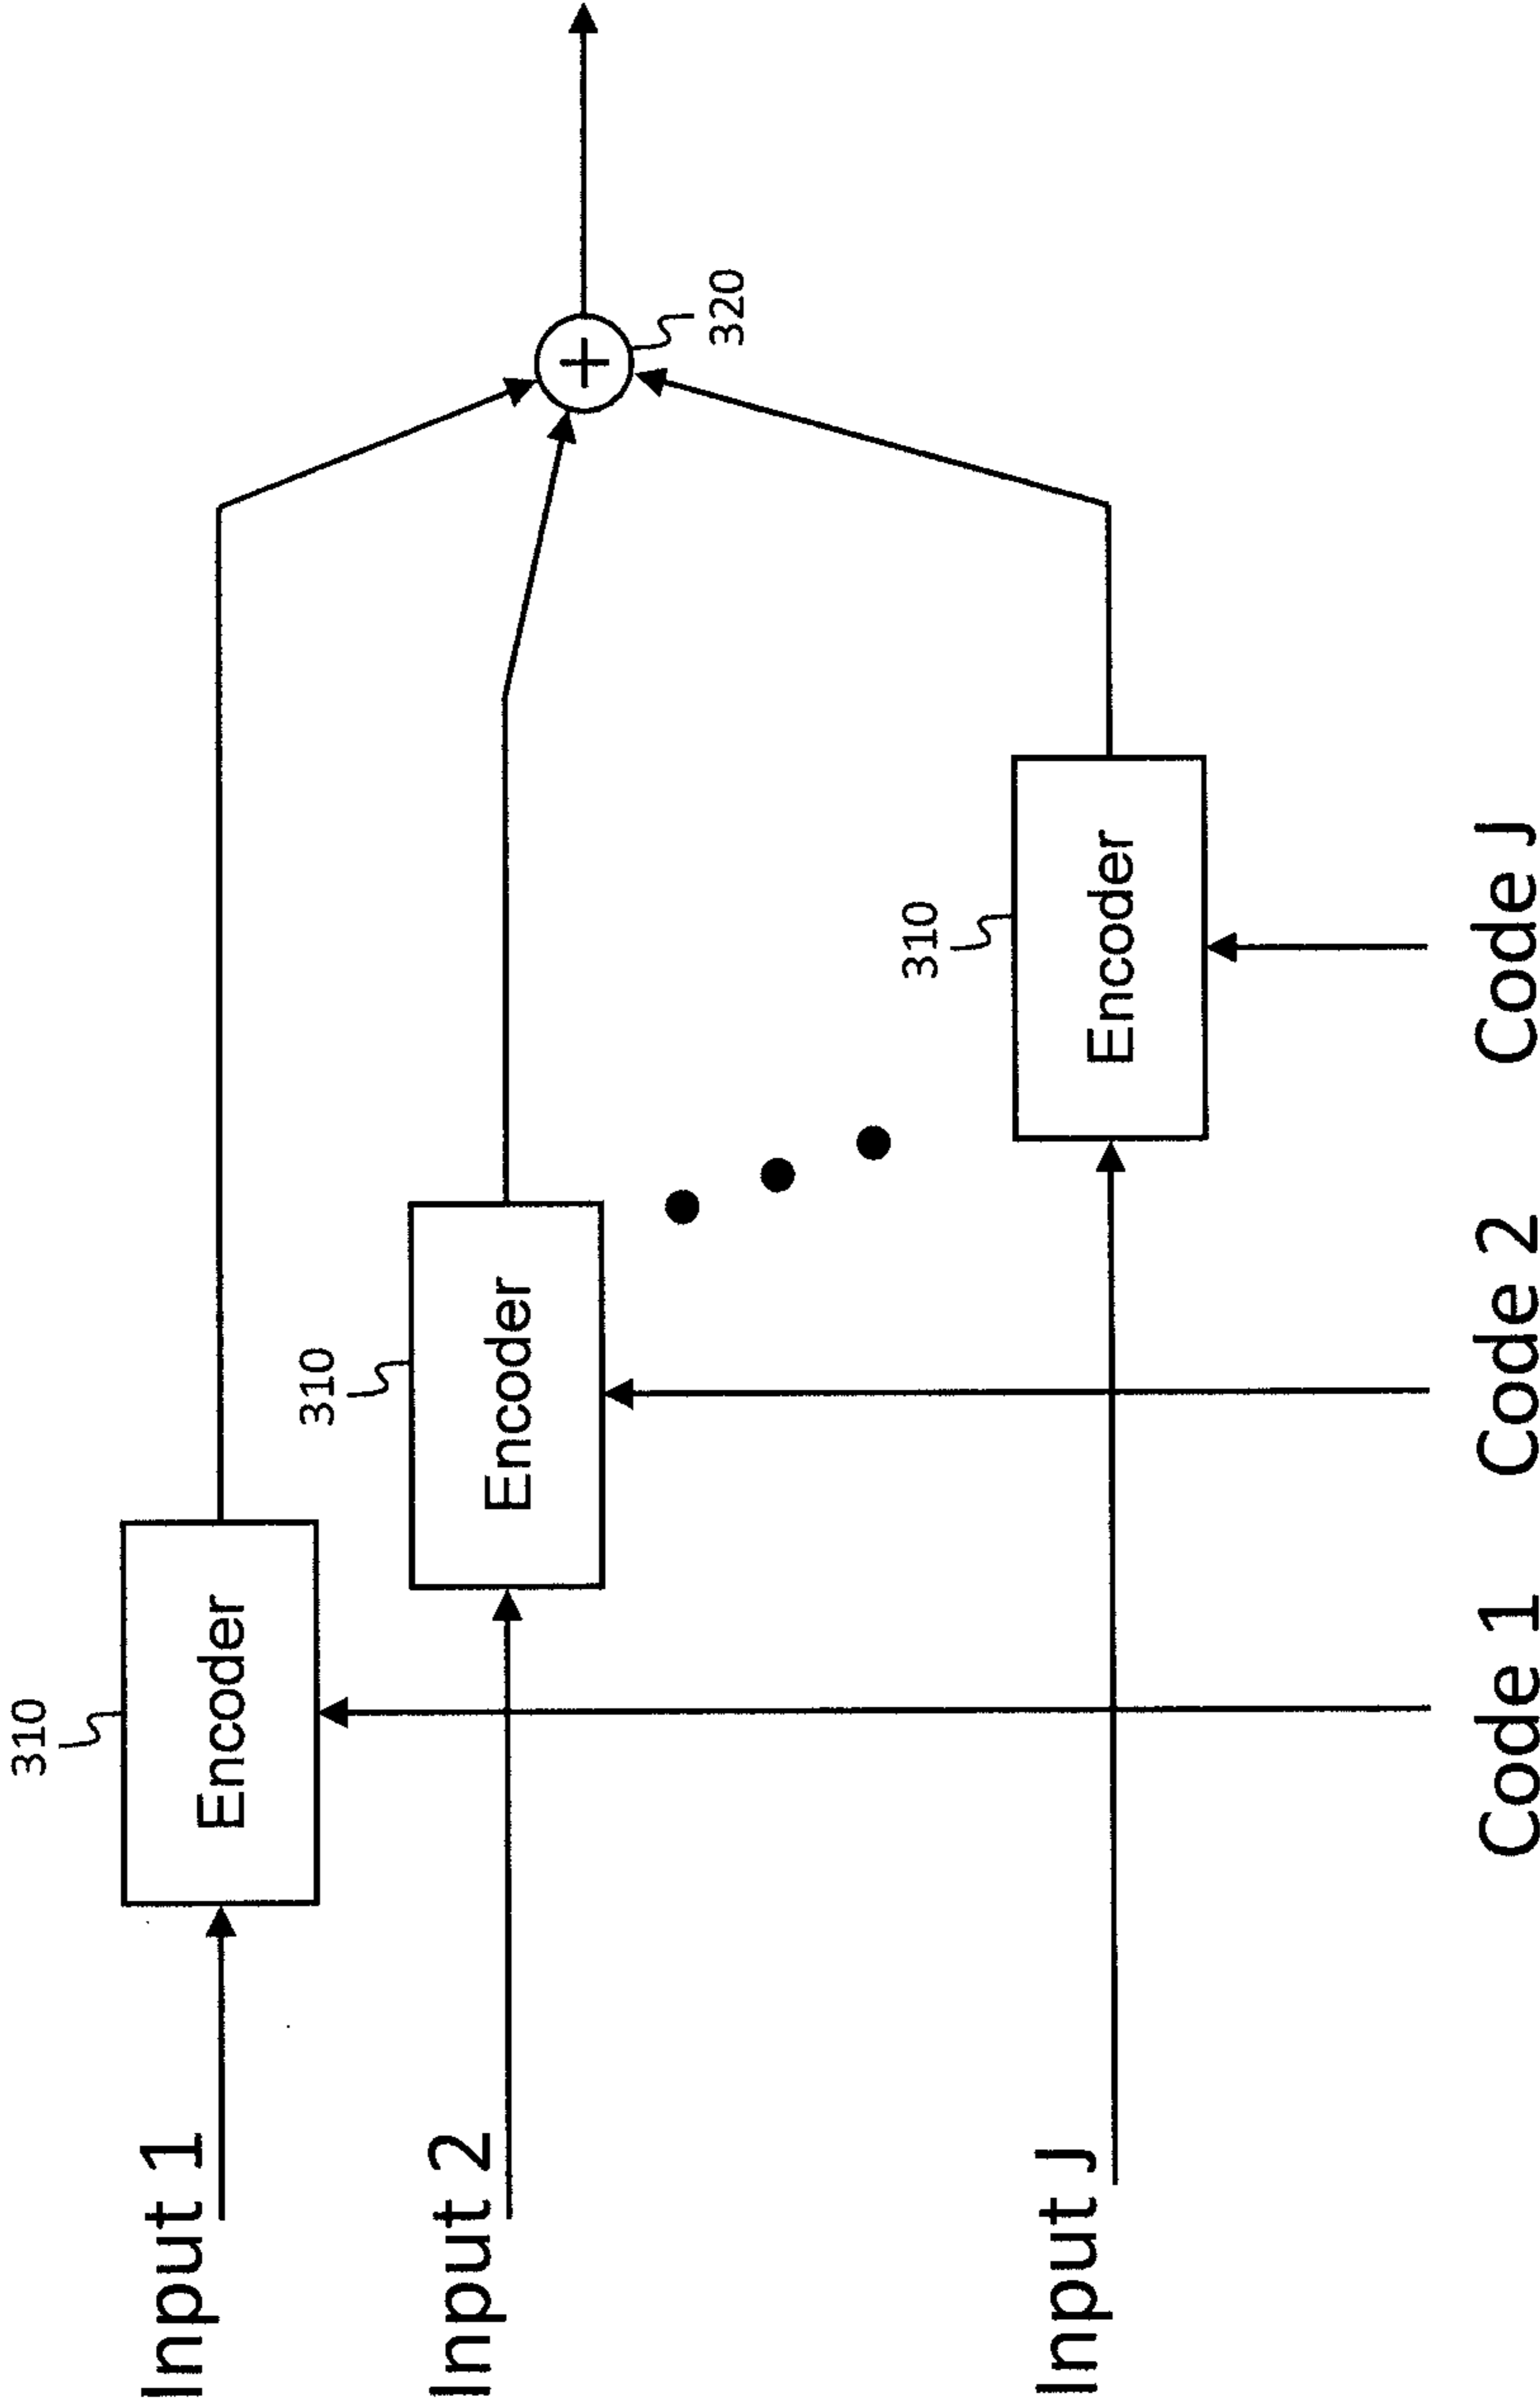 Input 1
310
Encoder
Input 2
310
Encoder
320
Input J
310
Encoder
Code 1
Code 2
Code J